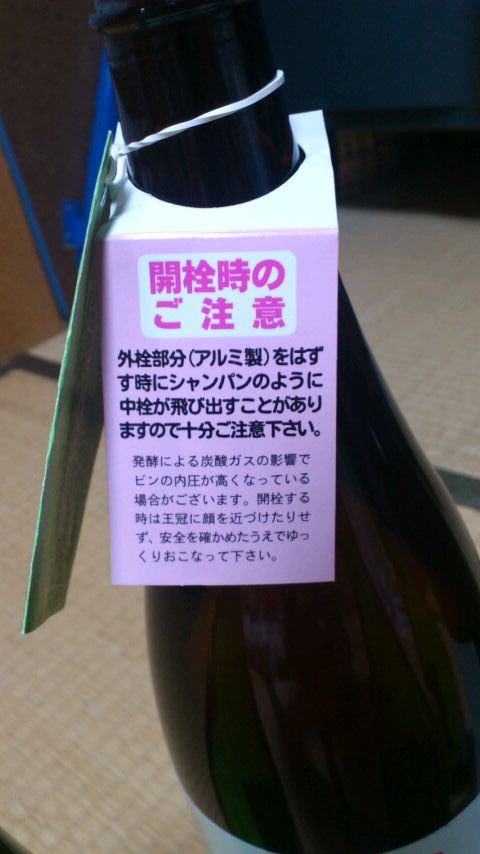 開栓時の
ご注意
外栓部分(アルミ製)をはず
す時にシャンパンのように
中栓が飛び出すことがあり
ますので十分ご注意下さい。
発酵による炭酸ガスの影響で
ビンの内圧が高くなっている
場合がございます。開栓する
時は王冠に顔を近づけたりせ
ず、安全を確かめたうえでゆっ
くりおこなって下さい。